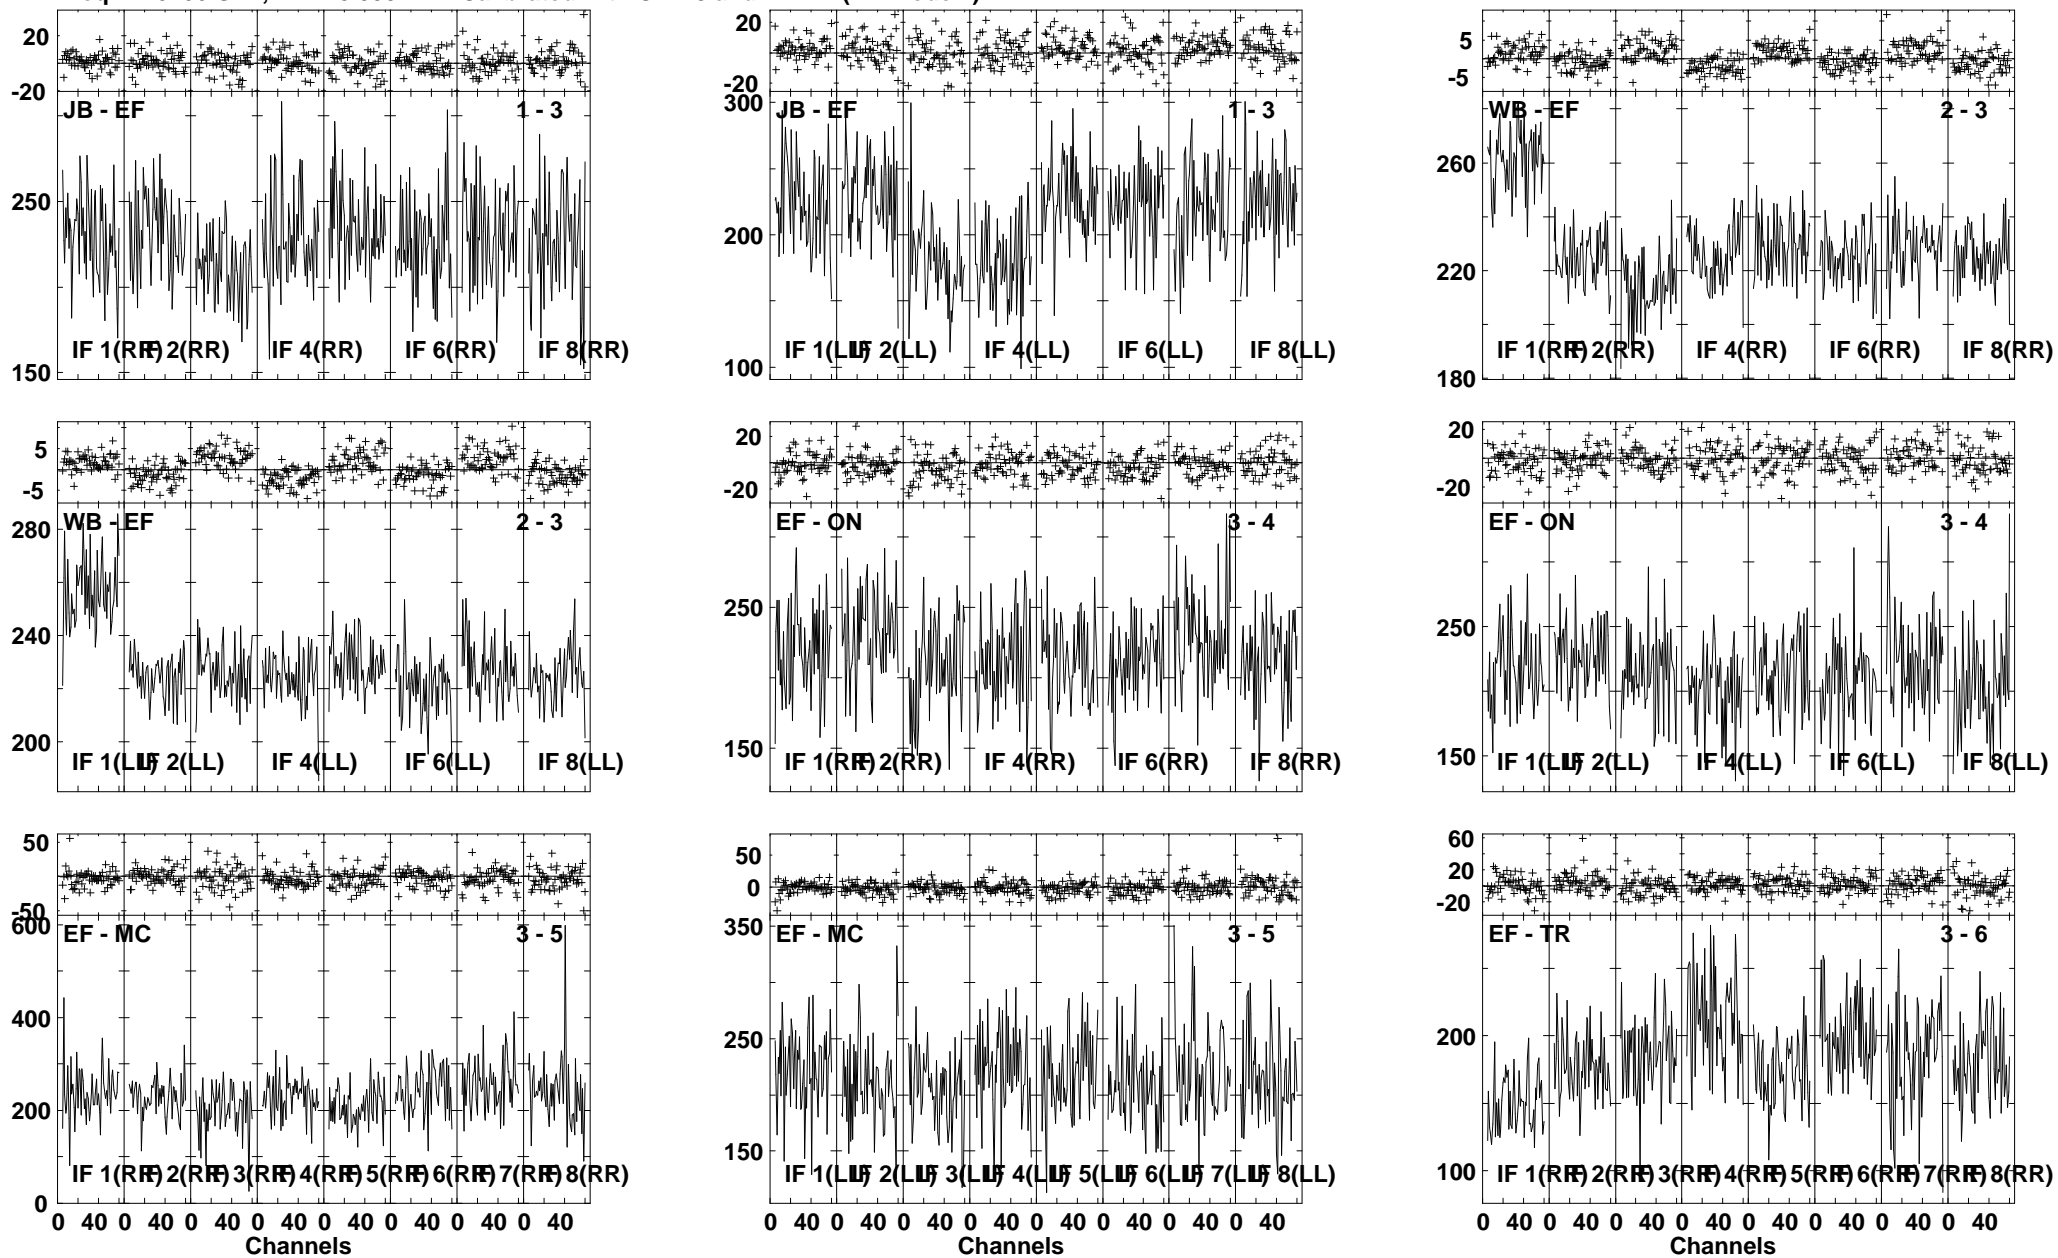 20
-20
JB - EF 1 - 3
250
150
IF 1(RR) IF 2(RR) IF 4(RR) IF 6(RR) IF 8(RR)
20
-20
300
JB - EF 1 - 3
200
100
IF 1(LL) IF 2(LL) IF 4(LL) IF 6(LL) IF 8(LL)
5
-5
WB - EF 2 - 3
260
220
180
IF 1(RR) IF 2(RR) IF 4(RR) IF 6(RR) IF 8(RR)
5
-5
WB - EF 2 - 3
280
240
200
IF 1(LL) IF 2(LL) IF 4(LL) IF 6(LL) IF 8(LL)
20
-20
EF - ON 3 - 4
250
150
IF 1(RR) IF 2(RR) IF 4(RR) IF 6(RR) IF 8(RR)
20
-20
EF - ON 3 - 4
250
150
IF 1(LL) IF 2(LL) IF 4(LL) IF 6(LL) IF 8(LL)
50
-50
600
EF - MC 3 - 5
400
200
IF 1(RR) IF 2(RR) IF 3(RR) IF 4(RR) IF 5(RR) IF 6(RR) IF 7(RR) IF 8(RR)
0
0 40 0 40 0 40 0 40 0 40 0 40 0 40 0 40
Channels
50
0
350
EF - MC 3 - 5
250
150
IF 1(LL) IF 2(LL) IF 3(LL) IF 4(LL) IF 5(LL) IF 6(LL) IF 7(LL) IF 8(LL)
0 40 0 40 0 40 0 40 0 40 0 40 0 40 0 40
Channels
60
20
-20
EF - TR 3 - 6
200
100
IF 1(RR) IF 2(RR) IF 3(RR) IF 4(RR) IF 5(RR) IF 6(RR) IF 7(RR) IF 8(RR)
0 40 0 40 0 40 0 40 0 40 0 40 0 40 0 40
Channels